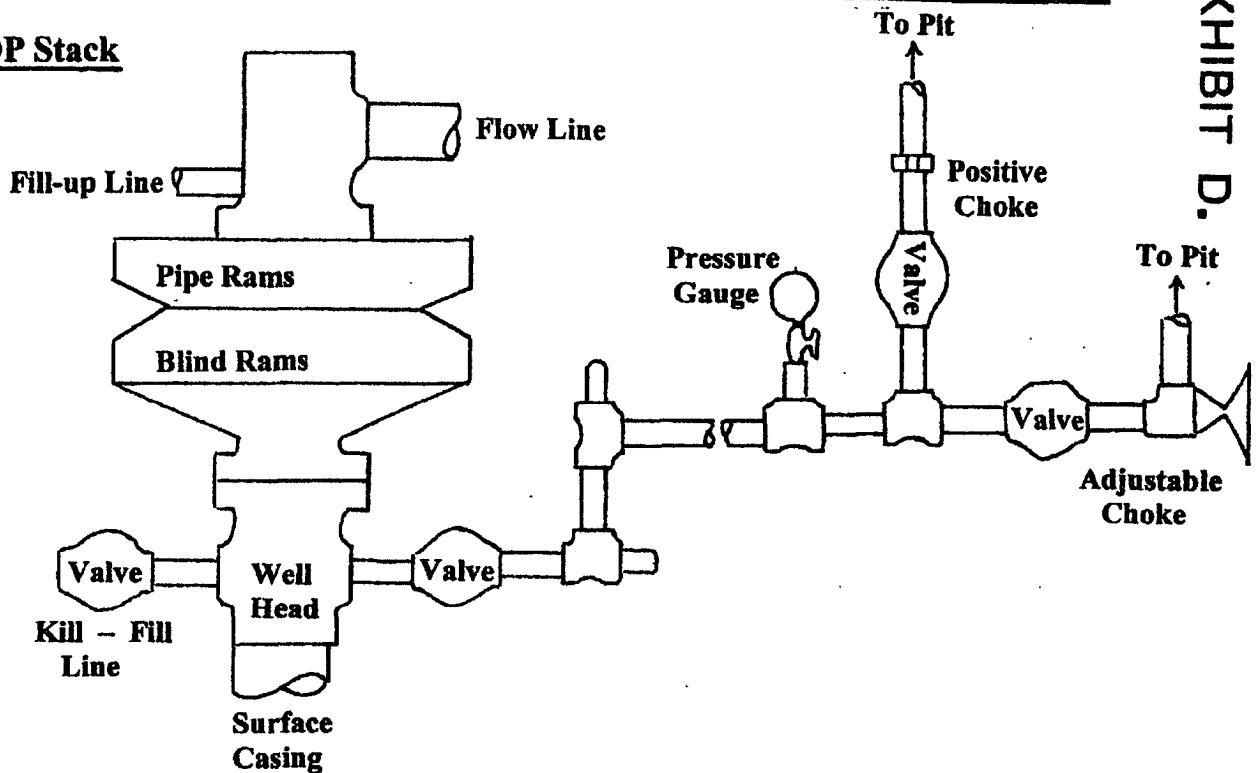 To Pit
Stack
Flow Line
Fill-up Line
Positive
Choke
EXHIBIT D.
Pressure
Gauge
Valve
To Pit
Pipe Rams
Blind Rams
Valve
Adjustable
Choke
Valve
Well
Head
Valve
Kill – Fill
Line
Surface
Casing